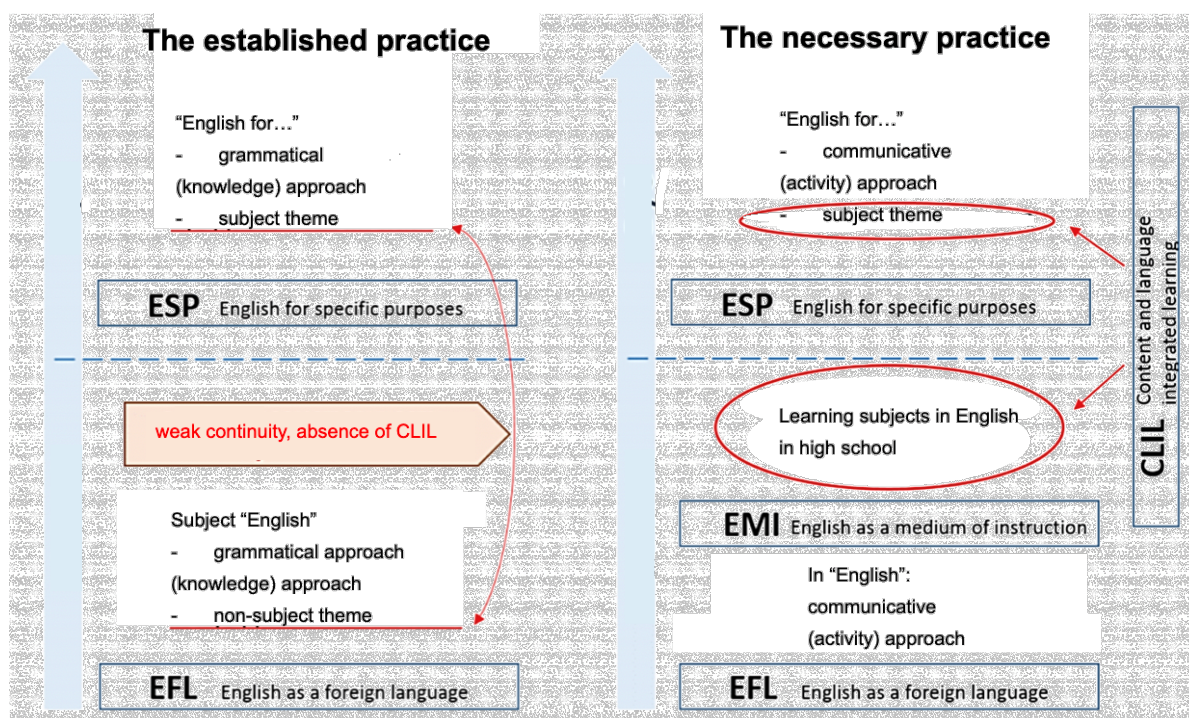 The established practice
“English for…”
- grammatical
(knowledge) approach
- subject theme
ESP English for specific purposes
weak continuity, absence of CLIL
Subject “English”
- grammatical approach
(knowledge) approach
- non-subject theme
EFL English as a foreign language
The necessary practice
“English for…”
- communicative
(activity) approach
- subject theme
ESP English for specific purposes
Learning subjects in English
in high school
EMI English as a medium of instruction
In “English”:
communicative
(activity) approach
EFL English as a foreign language
CLIL Content and language
integrated learning